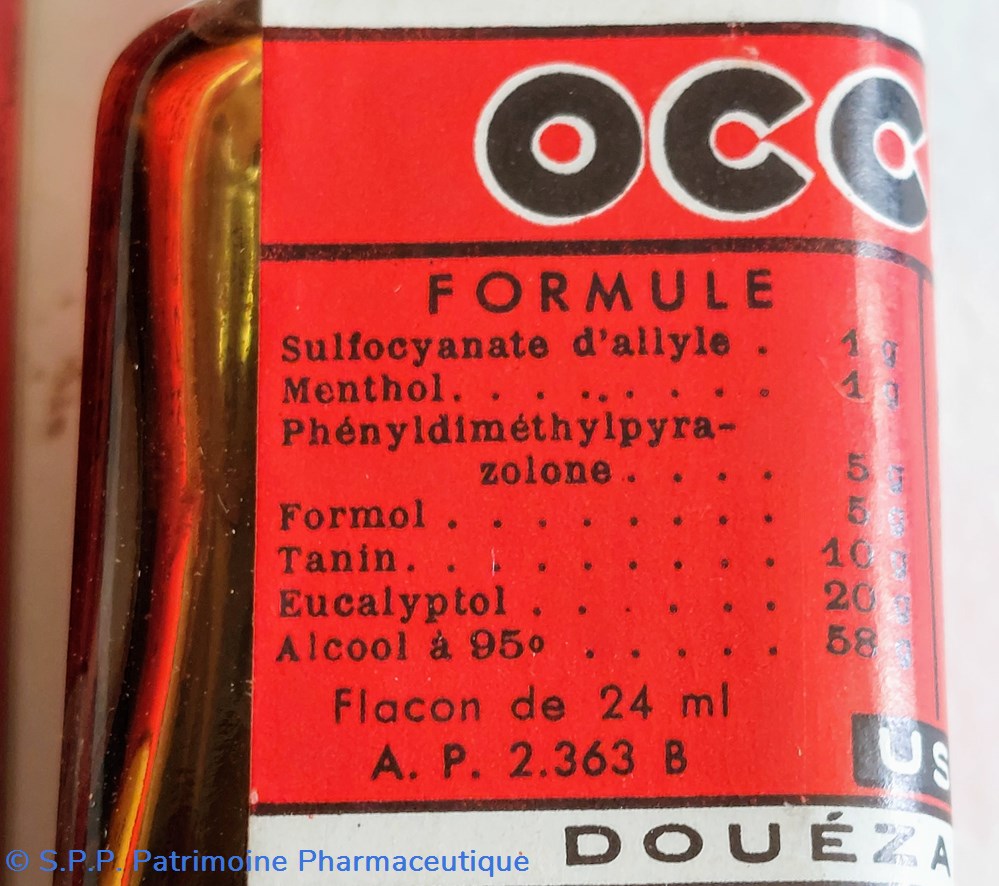 OCC
FORMULE
Sulfocyanate d'allyle . 1 g
Menthol. . . . . . . . . 1 g
Phényldiméthylpyra-
zolone . . . . 5 g
Formol . . . . . . . . 5 g
Tanin. . . . . . . . . 10 g
Eucalyptol . . . . . . 20 g
Alcool à 95º . . . . . 58 g
Flacon de 24 ml
A. P. 2.363 B
US
DOUÉZA
© S.P.P. Patrimoine Pharmaceutique